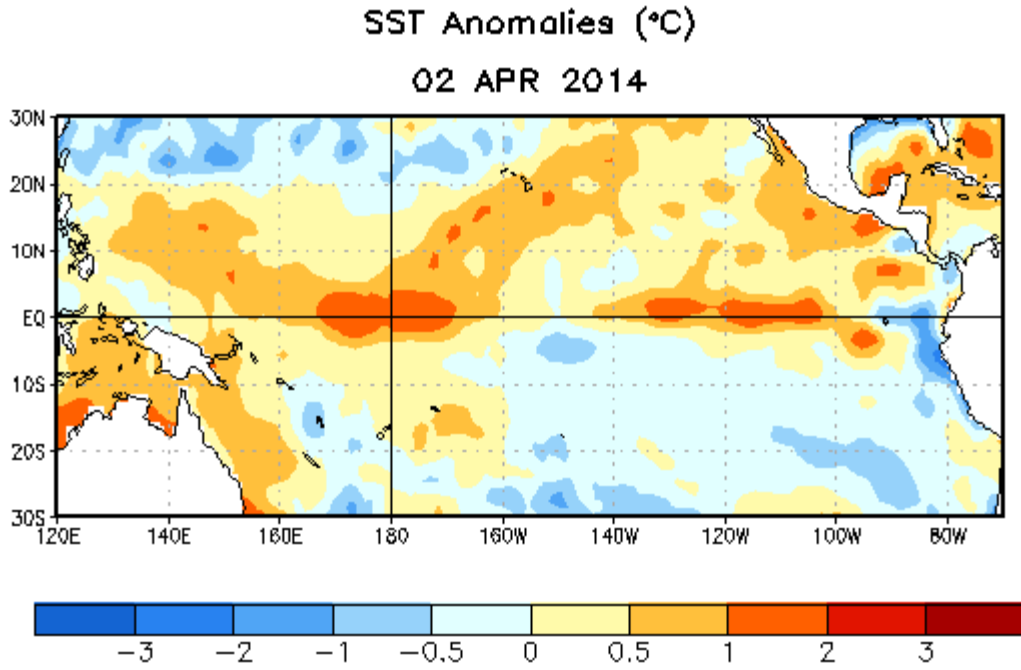 SST Anomalies (°C)
02 APR 2014
30N
20N
10N
EQ
10S
20S
30S
120E 140E 160E 180 160W 140W 120W 100W 80W
-3 -2 -1 -0.5 0 0.5 1 2 3